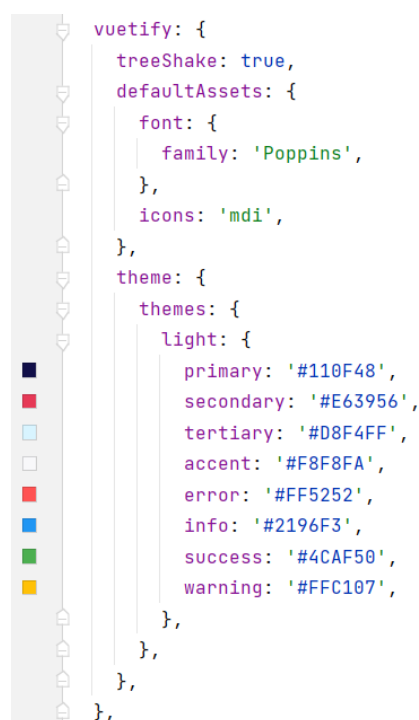 vuetify: {
treeShake: true,
defaultAssets: {
font: {
family: 'Poppins',
},
icons: 'mdi',
},
theme: {
themes: {
light: {
primary: '#110F48',
secondary: '#E63956',
tertiary: '#D8F4FF',
accent: '#F8F8FA',
error: '#FF5252',
info: '#2196F3',
success: '#4CAF50',
warning: '#FFC107',
},
},
},
},